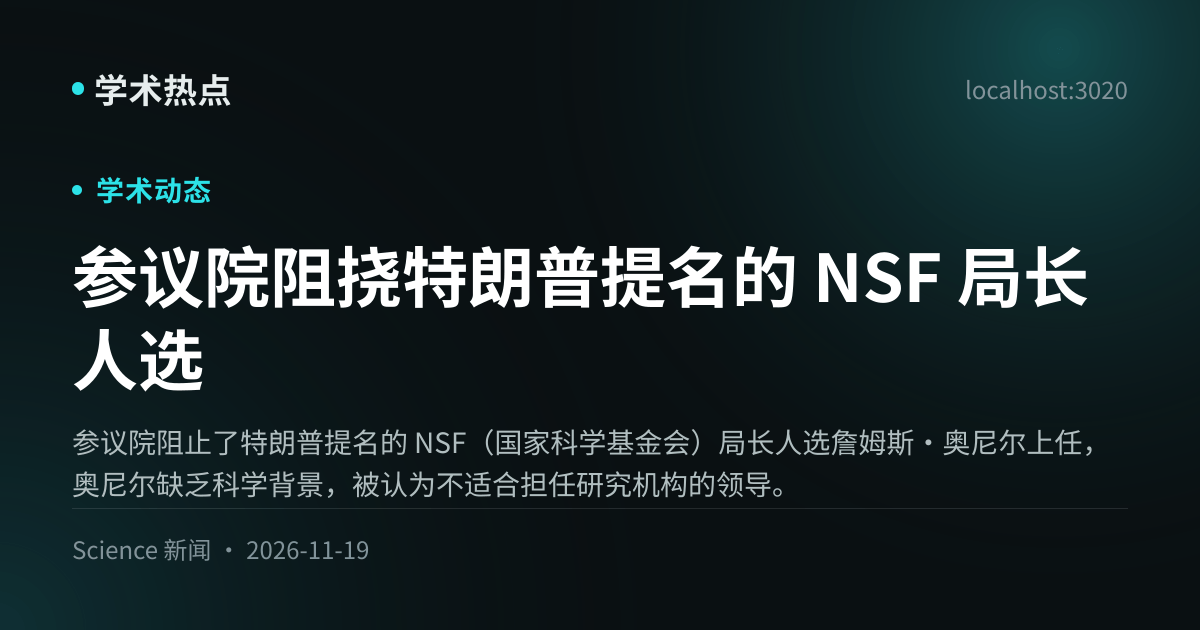 学术热点
localhost:3020
学术动态
参议院阻挠特朗普提名的 NSF 局长
人选
参议院阻止了特朗普提名的 NSF（国家科学基金会）局长人选詹姆斯·奥尼尔上任，
奥尼尔缺乏科学背景，被认为不适合担任研究机构的领导。
Science 新闻 · 2026-11-19